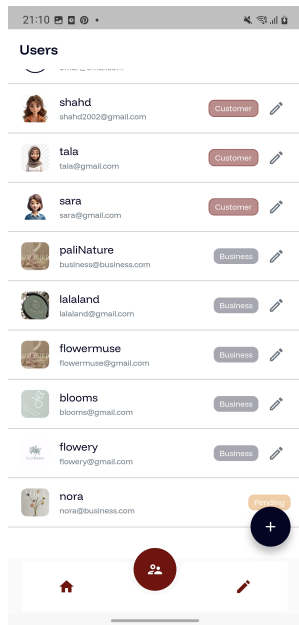 21:10
Users
shahd
shahd2002@gmail.com
Customer
tala
tala@gmail.com
Customer
sara
sara@gmail.com
Customer
paliNature
business@business.com
Business
lalaland
lalaland@gmail.com
Business
flowermuse
flowermuse@gmail.com
Business
blooms
blooms@gmail.com
Business
flowery
flowery@gmail.com
Business
nora
nora@business.com
Pending
+